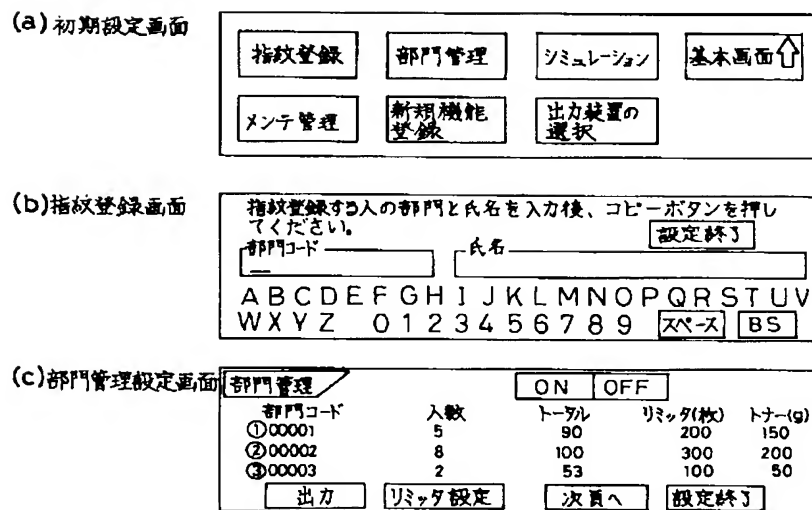 (a)初期設定画面
指紋登録 部門管理 シミュレーション 基本画面
メンテ管理 新規機能登録 出力装置の選択
(b)指紋登録画面
指紋登録する人の部門と氏名を入力後、コピーボタンを押し
てください。
設定終了
部門コード 氏名
A B C D E F G H I J K L M N O P Q R S T U V
W X Y Z 0 1 2 3 4 5 6 7 8 9 スペース BS
(c)部門管理設定画面
部門管理 ON OFF
部門コード 人数 トータル リミッタ(枚) トナー(g)
①00001 5 90 200 150
②00002 8 100 300 200
③00003 2 53 100 50
出力 リミッタ設定 次頁へ 設定終了